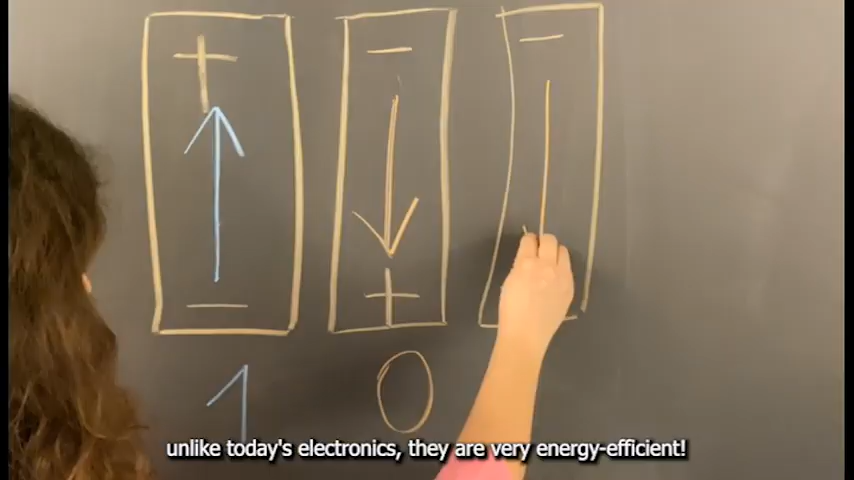 + - -
- +
1 0
unlike today's electronics, they are very energy-efficient!